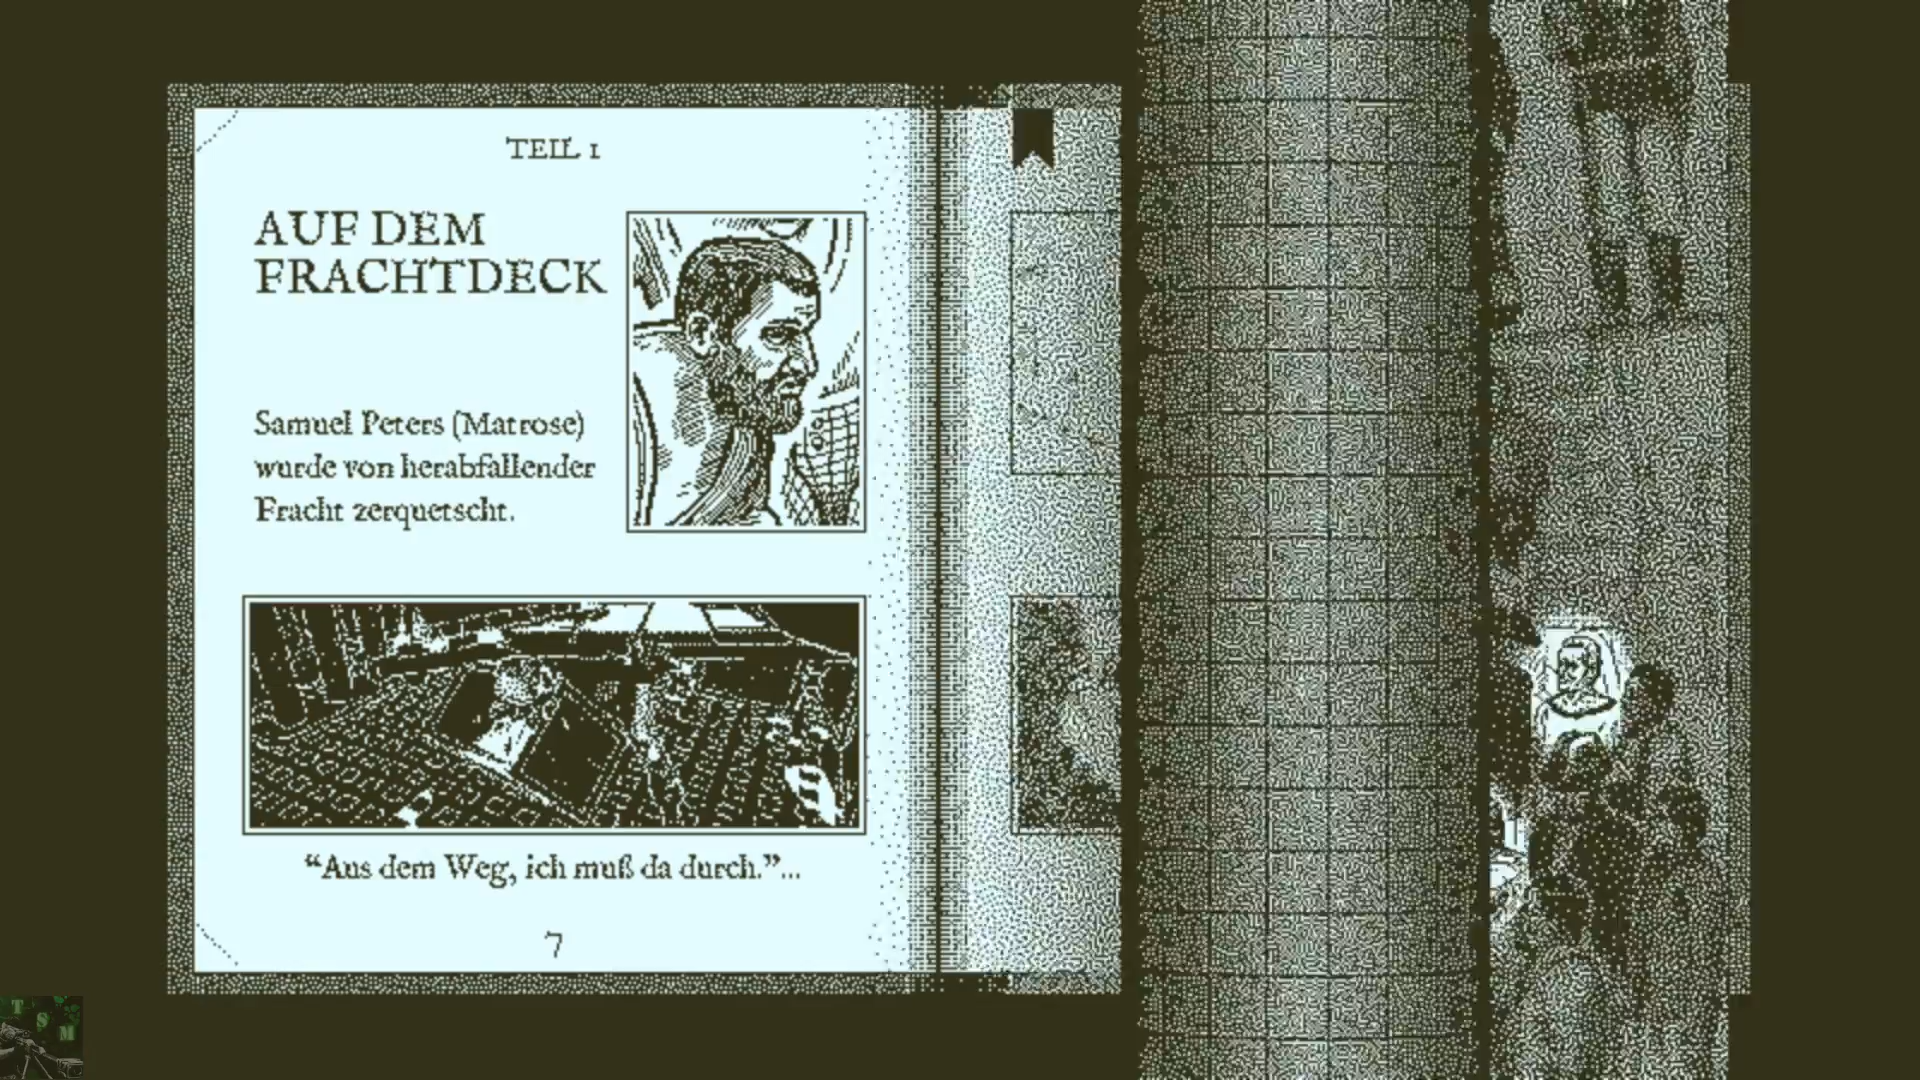 TEIL 1
AUF DEM
FRACHTDECK
Samuel Peters (Matrose)
wurde von herabfallender
Fracht zerquetscht.
“Aus dem Weg, ich muß da durch.”...
7
T
S
M